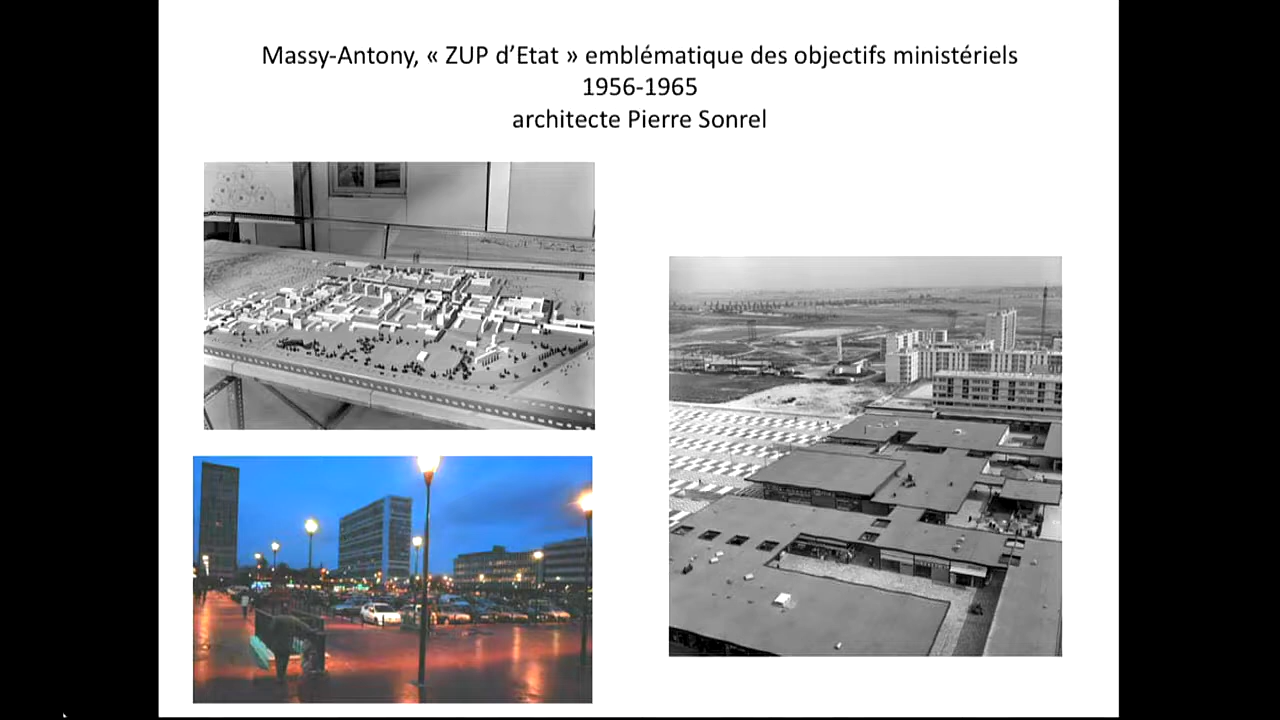 Massy-Antony, « ZUP d’Etat » emblématique des objectifs ministériels
1956-1965
architecte Pierre Sonrel